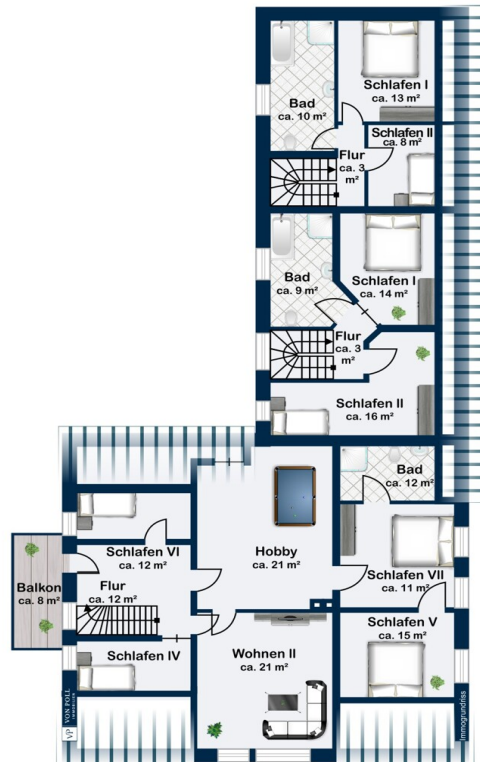 Bad
ca. 10 m²
Schlafen I
ca. 13 m²
Schlafen II
ca. 8 m²
Flur
ca. 3
m²
Bad
ca. 9 m²
Schlafen I
ca. 14 m²
Flur
ca. 3
m²
Schlafen II
ca. 16 m²
Bad
ca. 12 m²
Hobby
ca. 21 m²
Schlafen VI
ca. 12 m²
Schlafen VII
ca. 11 m²
Balkon
ca. 8 m²
Flur
ca. 12 m²
Schlafen V
ca. 15 m²
Schlafen IV
Wohnen II
ca. 21 m²
VP VON POLL
IMMOBILIEN
Immogrundriss